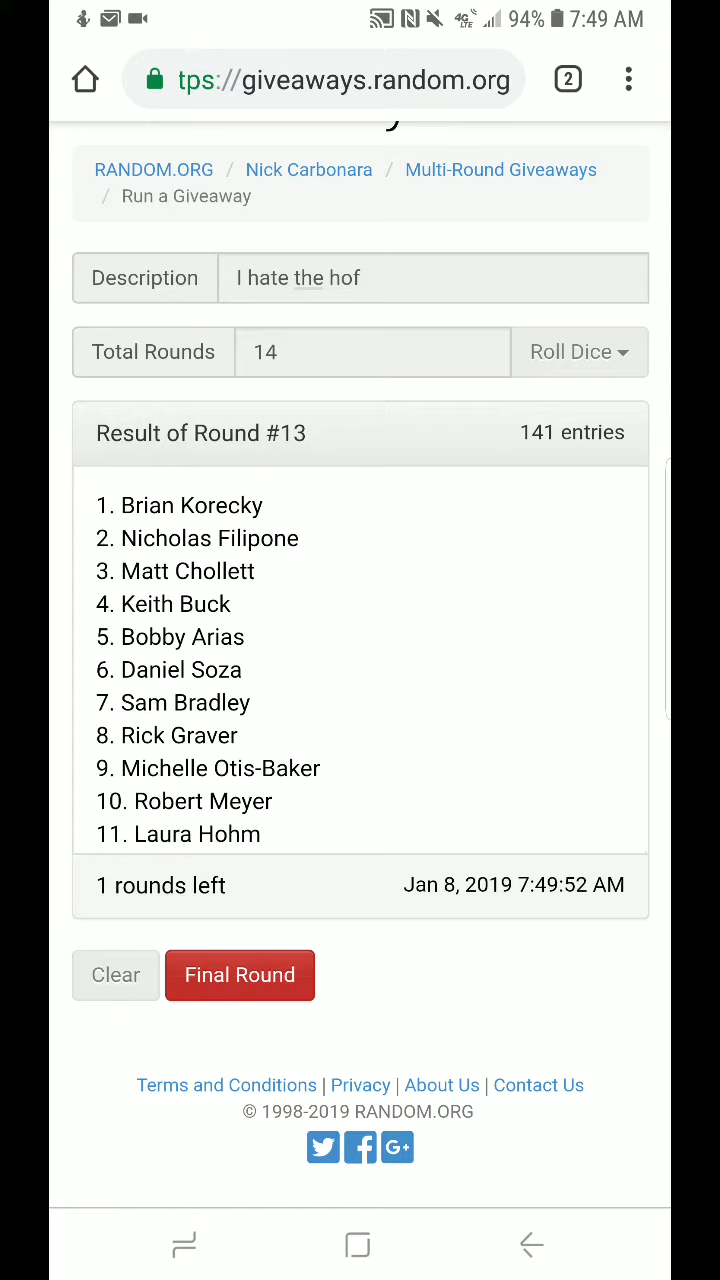 94% 7:49 AM
tps://giveaways.random.org 2
RANDOM.ORG / Nick Carbonara / Multi-Round Giveaways
/ Run a Giveaway
Description I hate the hof
Total Rounds 14 Roll Dice
Result of Round #13 141 entries
1. Brian Korecky
2. Nicholas Filipone
3. Matt Chollett
4. Keith Buck
5. Bobby Arias
6. Daniel Soza
7. Sam Bradley
8. Rick Graver
9. Michelle Otis-Baker
10. Robert Meyer
11. Laura Hohm
1 rounds left Jan 8, 2019 7:49:52 AM
Clear Final Round
Terms and Conditions | Privacy | About Us | Contact Us
© 1998-2019 RANDOM.ORG
G+